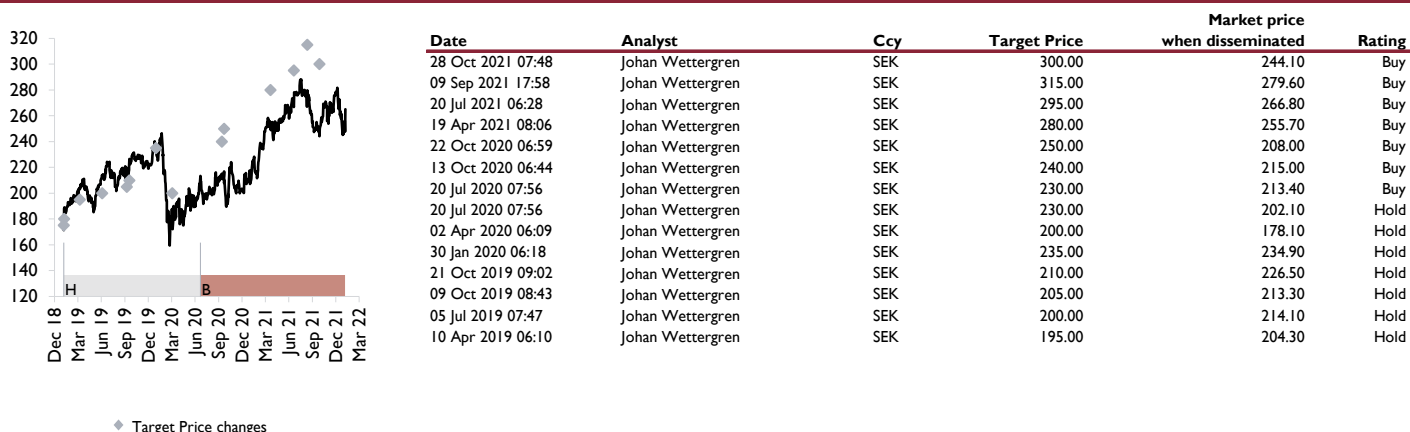 320
300
280
260
240
220
200
180
160
140
120
H
B
Dec 18
Mar 19
Jun 19
Sep 19
Dec 19
Mar 20
Jun 20
Sep 20
Dec 20
Mar 21
Jun 21
Sep 21
Dec 21
Mar 22
Target Price changes
Market price
Date Analyst Ccy Target Price when disseminated Rating
28 Oct 2021 07:48 Johan Wettergren SEK 300.00 244.10 Buy
09 Sep 2021 17:58 Johan Wettergren SEK 315.00 279.60 Buy
20 Jul 2021 06:28 Johan Wettergren SEK 295.00 266.80 Buy
19 Apr 2021 08:06 Johan Wettergren SEK 280.00 255.70 Buy
22 Oct 2020 06:59 Johan Wettergren SEK 250.00 208.00 Buy
13 Oct 2020 06:44 Johan Wettergren SEK 240.00 215.00 Buy
20 Jul 2020 07:56 Johan Wettergren SEK 230.00 213.40 Buy
20 Jul 2020 07:56 Johan Wettergren SEK 230.00 202.10 Hold
02 Apr 2020 06:09 Johan Wettergren SEK 200.00 178.10 Hold
30 Jan 2020 06:18 Johan Wettergren SEK 235.00 234.90 Hold
21 Oct 2019 09:02 Johan Wettergren SEK 210.00 226.50 Hold
09 Oct 2019 08:43 Johan Wettergren SEK 205.00 213.30 Hold
05 Jul 2019 07:47 Johan Wettergren SEK 200.00 214.10 Hold
10 Apr 2019 06:10 Johan Wettergren SEK 195.00 204.30 Hold